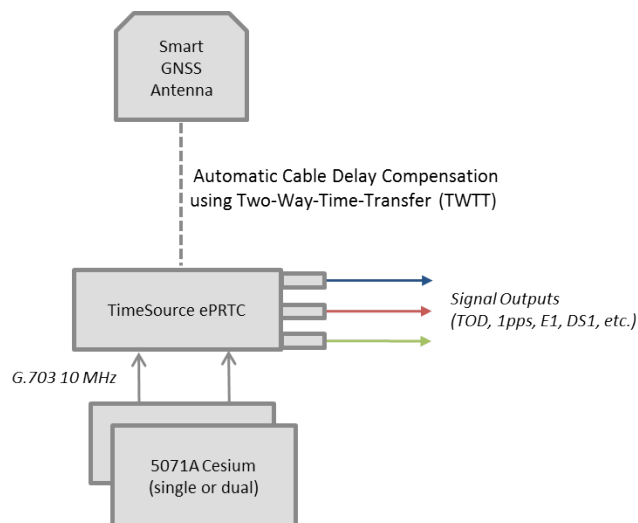 Smart
GNSS
Antenna
Automatic Cable Delay Compensation
using Two-Way-Time-Transfer (TWTT)
TimeSource ePRTC
Signal Outputs
(TOD, 1pps, E1, DS1, etc.)
G.703 10 MHz
5071A Cesium
(single or dual)